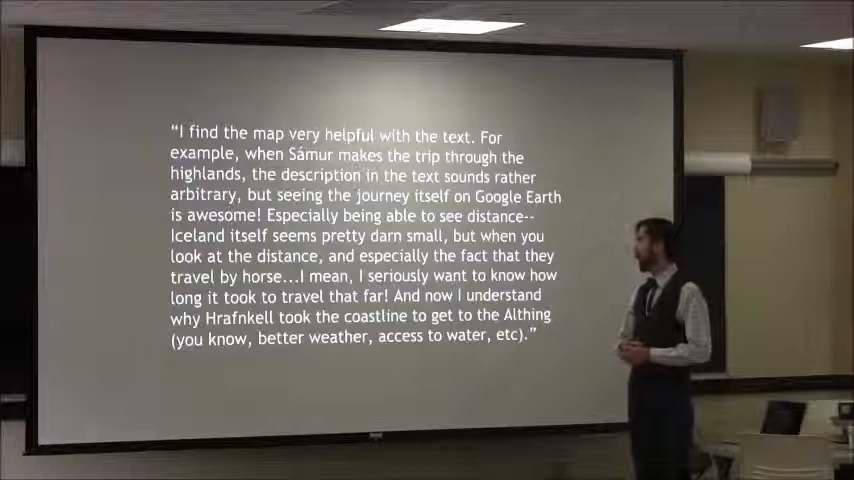 “I find the map very helpful with the text. For
example, when Sámur makes the trip through the
highlands, the description in the text sounds rather
arbitrary, but seeing the journey itself on Google Earth
is awesome! Especially being able to see distance--
Iceland itself seems pretty darn small, but when you
look at the distance, and especially the fact that they
travel by horse...I mean, I seriously want to know how
long it took to travel that far! And now I understand
why Hrafnkell took the coastline to get to the Althing
(you know, better weather, access to water, etc).”